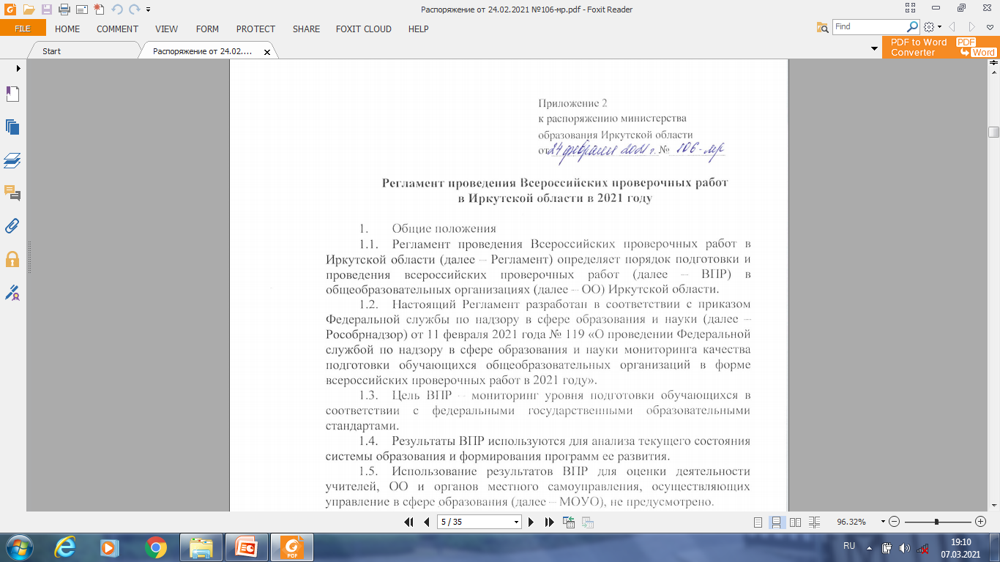 Распоряжение от 24.02.2021 №106-мр.pdf - Foxit Reader
FILE HOME COMMENT VIEW FORM PROTECT SHARE FOXIT CLOUD HELP
Find
Start
Распоряжение от 24.02....
PDF to Word
Converter
PDF
Word
Приложение 2
к распоряжению министерства
образования Иркутской области
от 24 февраля 2021 г. № 106-мр
Регламент проведения Всероссийских проверочных работ
в Иркутской области в 2021 году
1. Общие положения
1.1. Регламент проведения Всероссийских проверочных работ в
Иркутской области (далее – Регламент) определяет порядок подготовки и
проведения всероссийских проверочных работ (далее – ВПР) в
общеобразовательных организациях (далее – ОО) Иркутской области.
1.2. Настоящий Регламент разработан в соответствии с приказом
Федеральной службы по надзору в сфере образования и науки (далее –
Рособрнадзор) от 11 февраля 2021 года № 119 «О проведении Федеральной
службой по надзору в сфере образования и науки мониторинга качества
подготовки обучающихся общеобразовательных организаций в форме
всероссийских проверочных работ в 2021 году».
1.3. Цель ВПР – мониторинг уровня подготовки обучающихся в
соответствии с федеральными государственными образовательными
стандартами.
1.4. Результаты ВПР используются для анализа текущего состояния
системы образования и формирования программ ее развития.
1.5. Использование результатов ВПР для оценки деятельности
учителей, ОО и органов местного самоуправления, осуществляющих
управление в сфере образования (далее – МОУО), не предусмотрено.
5 / 35
96.32%
PDF
RU
19:10
07.03.2021